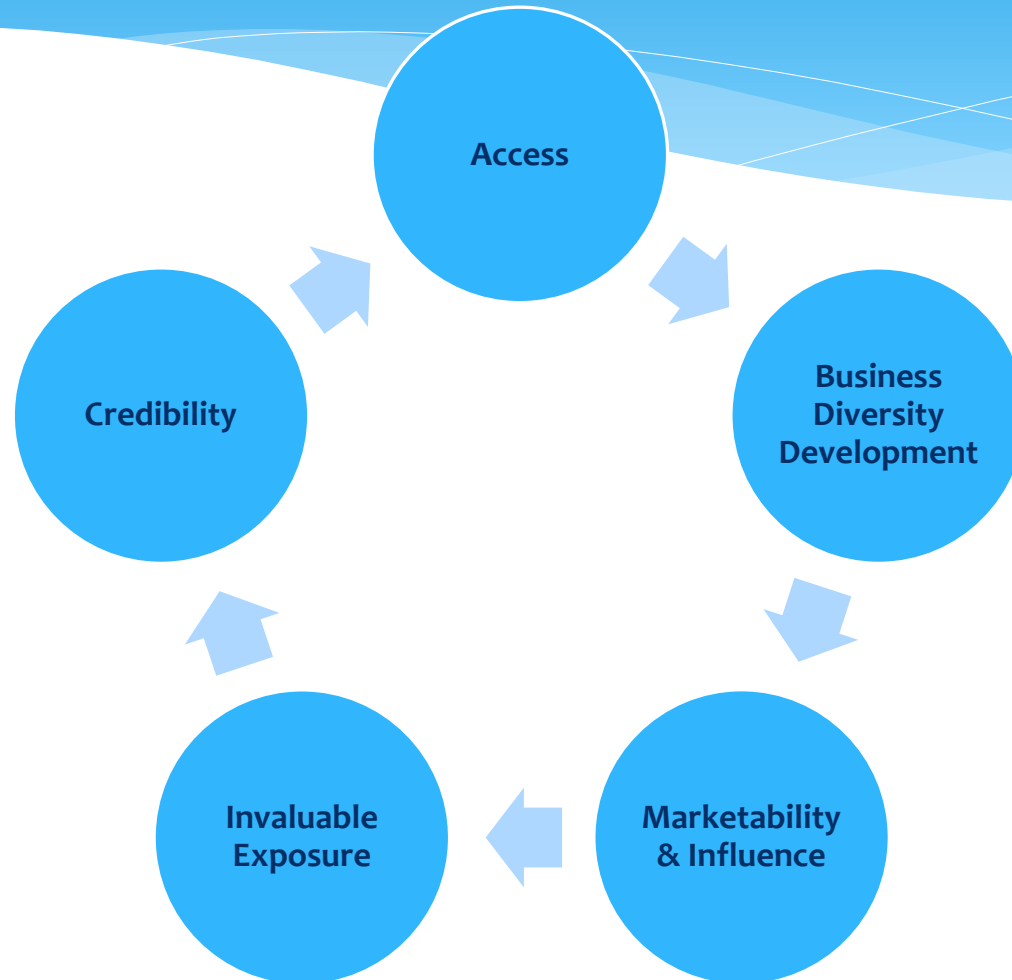 Access
Business
Diversity
Development
Marketability
& Influence
Invaluable
Exposure
Credibility